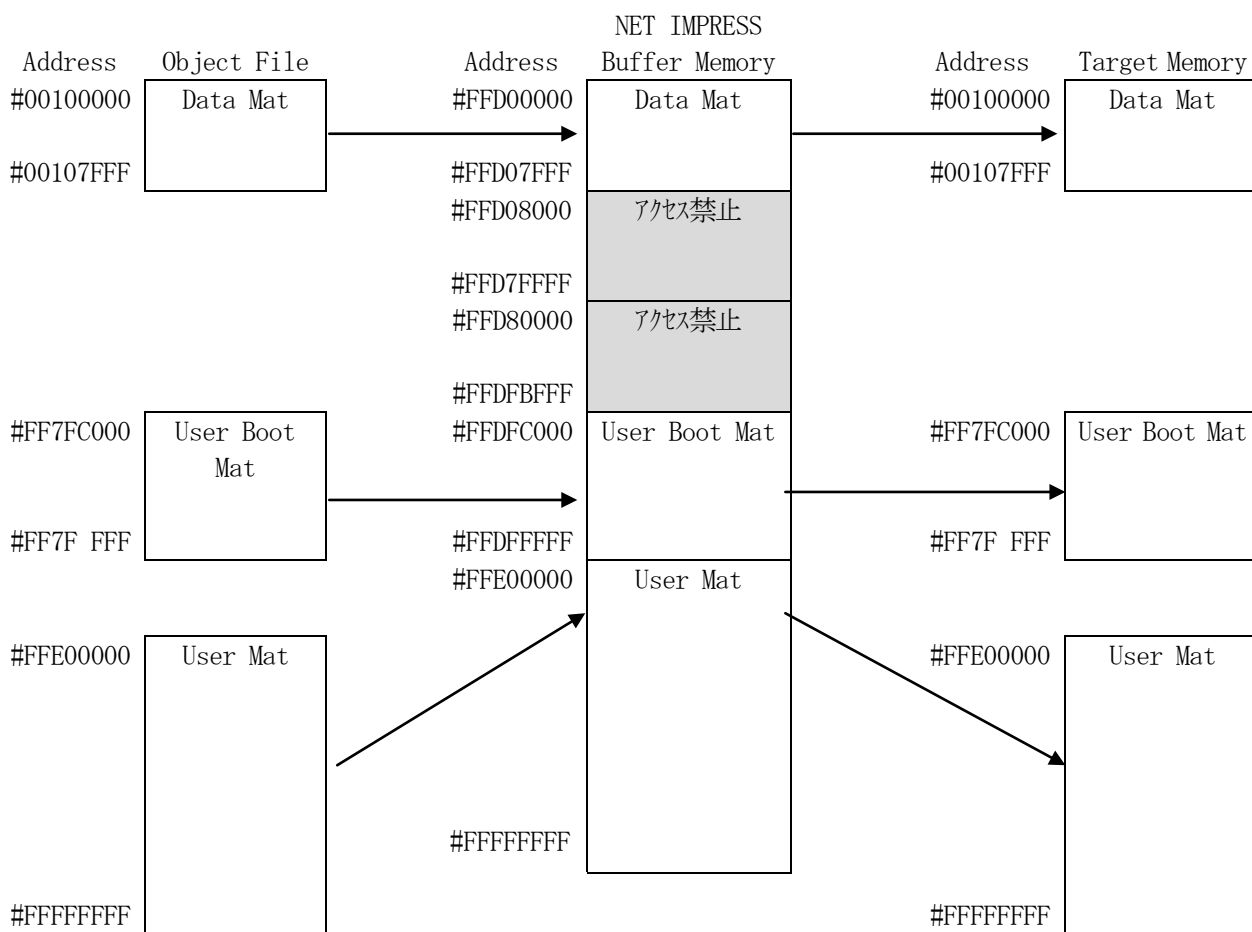 NET IMPRESS
Address Object File Address Buffer Memory Address Target Memory
#00100000 Data Mat #FFD00000 Data Mat #00100000 Data Mat
#00107FFF #FFD07FFF #00107FFF
#FFD08000 アクセス禁止
#FFD7FFFF
#FFD80000 アクセス禁止
#FFDFBFFF
#FF7FC000 User Boot #FFDFC000 User Boot Mat #FF7FC000 User Boot Mat
Mat
#FF7F FFF #FFDFFFFF #FF7F FFF
#FFE00000 User Mat
#FFE00000 User Mat #FFE00000 User Mat
#FFFFFFFF
#FFFFFFFF #FFFFFFFF